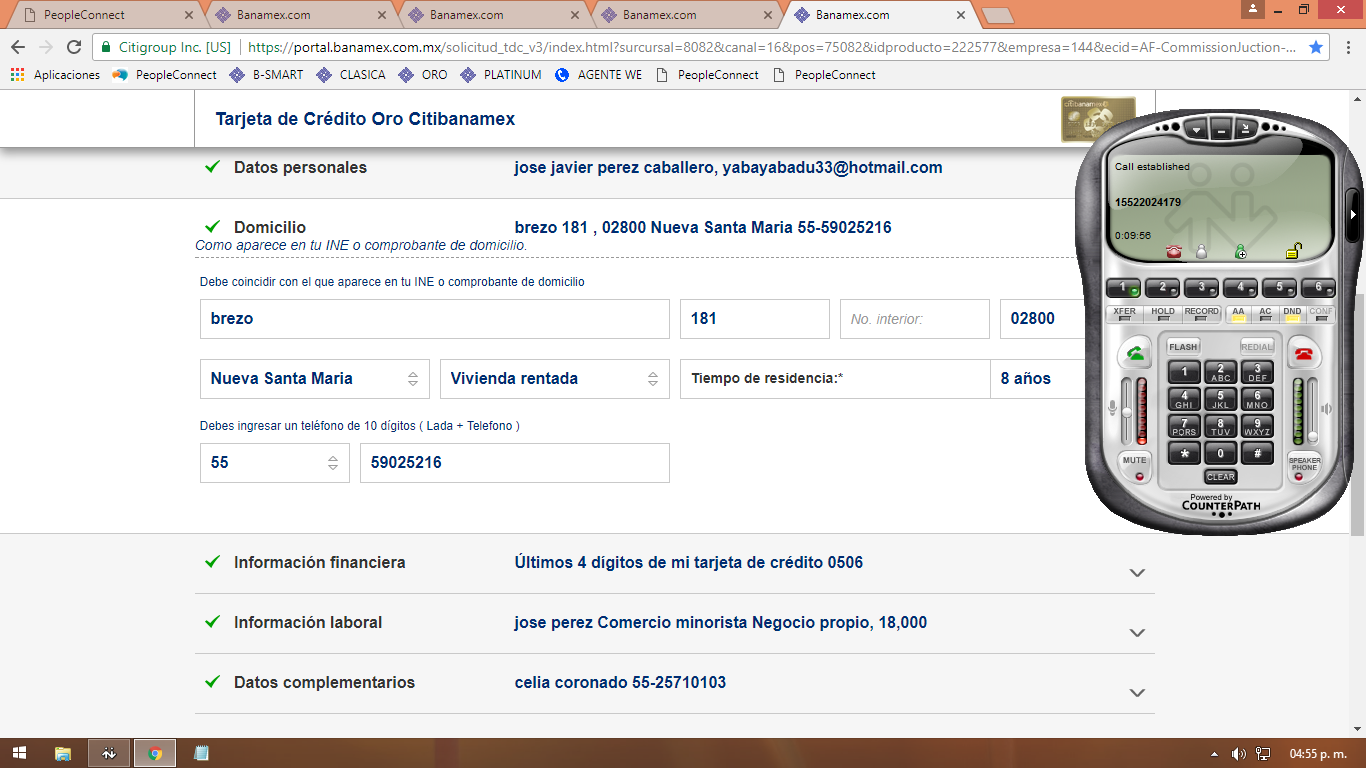 PeopleConnect
Banamex.com
Banamex.com
Banamex.com
Banamex.com
Citigroup Inc. [US]
https://portal.banamex.com.mx/solicitud_tdc_v3/index.html?surcursal=8082&canal=16&pos=75082&idproducto=222577&empresa=144&ecid=AF-CommissionJuction-...
Aplicaciones PeopleConnect B-SMART CLASICA ORO PLATINUM AGENTE WE PeopleConnect PeopleConnect
Tarjeta de Crédito Oro Citibanamex
Datos personales
jose javier perez caballero, yabayabadu33@hotmail.com
Domicilio
brezo 181 , 02800 Nueva Santa Maria 55-59025216
Como aparece en tu INE o comprobante de domicilio.
Debe coincidir con el que aparece en tu INE o comprobante de domicilio
brezo
181
No. interior:
02800
Nueva Santa Maria
Vivienda rentada
Tiempo de residencia:*
8 años
Debes ingresar un teléfono de 10 dígitos ( Lada + Telefono )
55
59025216
Información financiera
Últimos 4 dígitos de mi tarjeta de crédito 0506
Información laboral
jose perez Comercio minorista Negocio propio, 18,000
Datos complementarios
celia coronado 55-25710103
Call established
15522024179
0:09:56
1 2 3 4 5 6
XFER HOLD RECORD AA AC DND CONF
FLASH REDIAL
1 2 ABC 3 DEF
4 GHI 5 JKL 6 MNO
7 PQRS 8 TUV 9 WXYZ
* 0 #
MUTE
SPEAKER PHONE
CLEAR
Powered by
COUNTERPATH
04:55 p. m.